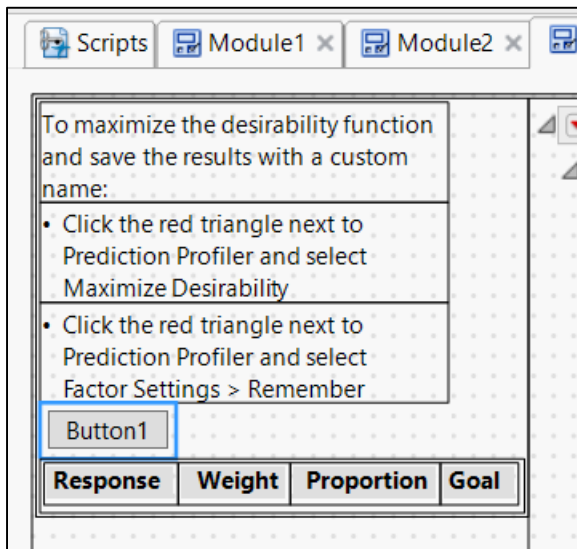 Scripts Module1 Module2
To maximize the desirability function
and save the results with a custom
name:
• Click the red triangle next to
Prediction Profiler and select
Maximize Desirability
• Click the red triangle next to
Prediction Profiler and select
Factor Settings > Remember
Button1
Response Weight Proportion Goal